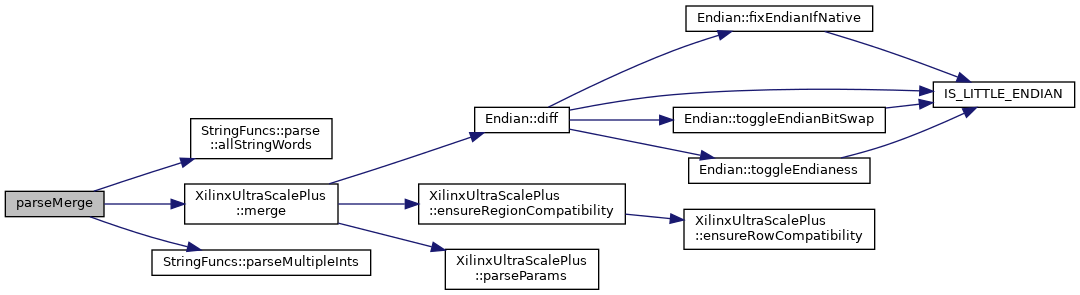 parseMerge
StringFuncs::parse
::allStringWords
XilinxUltraScalePlus
::merge
StringFuncs::parseMultipleInts
Endian::diff
XilinxUltraScalePlus
::ensureRegionCompatibility
XilinxUltraScalePlus
::parseParams
Endian::fixEndianIfNative
Endian::toggleEndianBitSwap
Endian::toggleEndianess
XilinxUltraScalePlus
::ensureRowCompatibility
IS_LITTLE_ENDIAN